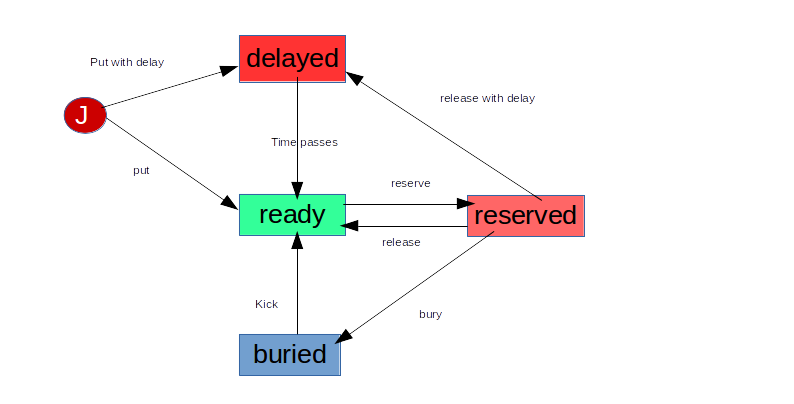 delayed
Put with delay
release with delay
J
Time passes
put
reserve
ready
reserved
release
Kick
bury
buried